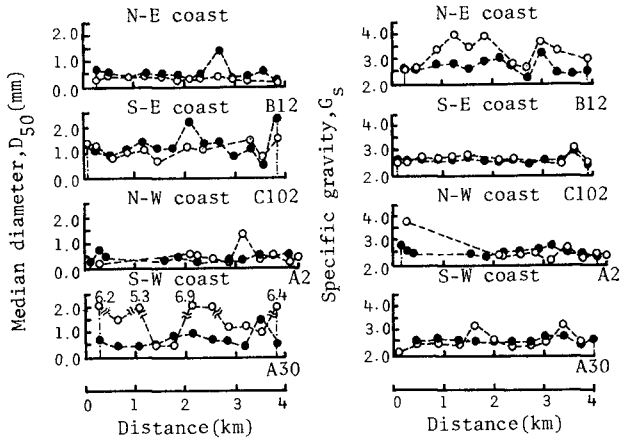 N-E coast
2.0
1.0
0.0
S-E coast B12
2.0
1.0
0.0
N-W coast C102
2.0
1.0
0.0
S-W coast A2
6.2 5.3 6.9 6.4
2.0
1.0
0.0
A30
0 1 2 3 4
Distance(km)
Median diameter, D50(mm)
N-E coast
4.0
3.0
2.0
S-E coast B12
4.0
3.0
2.0
N-W coast C102
4.0
3.0
2.0
S-W coast A2
4.0
3.0
2.0
A30
0 1 2 3 4
Distance(km)
Specific gravity, Gs